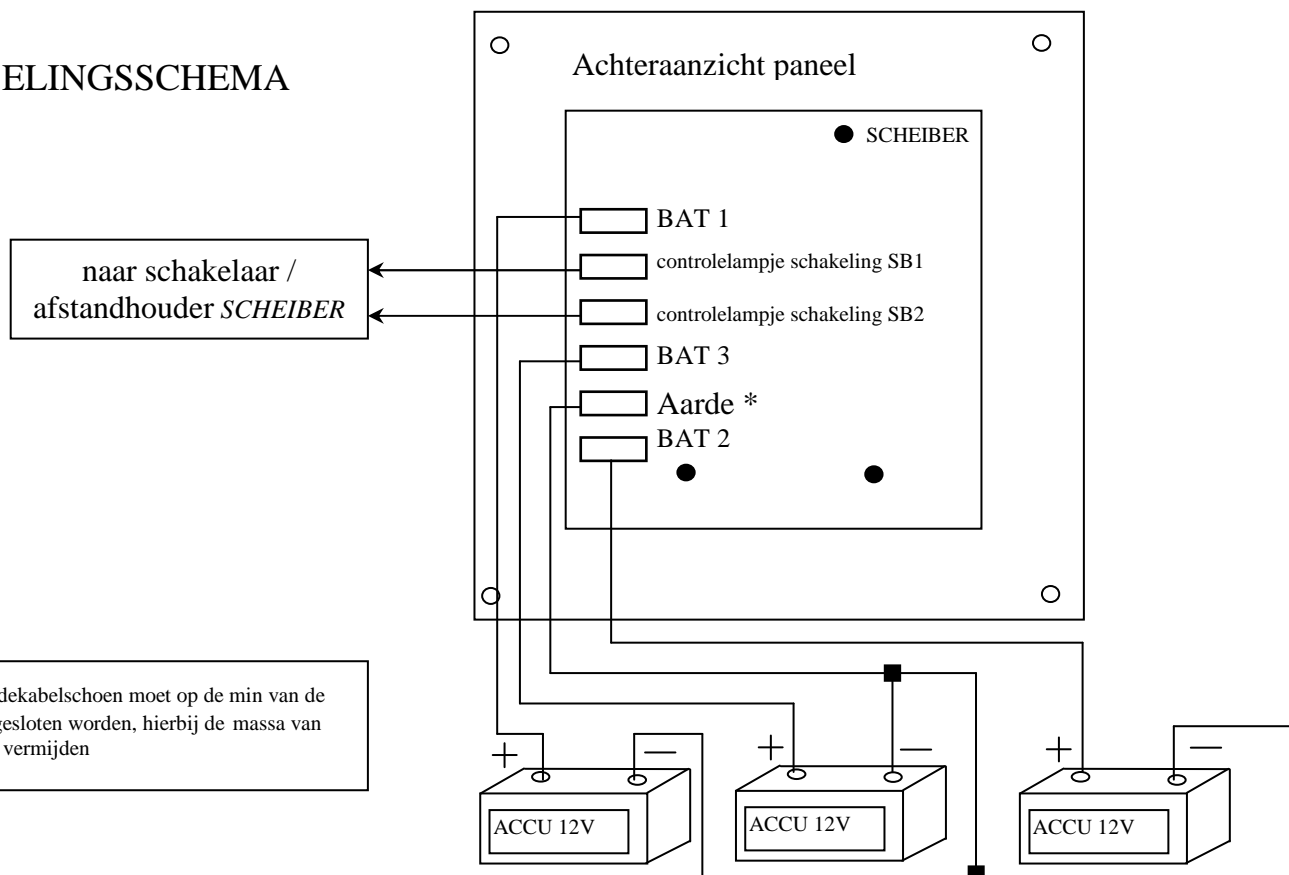 ELINGSSCHEMA
Achteraanzicht paneel
SCHEIBER
BAT 1
controlelampje schakeling SB1
controlelampje schakeling SB2
BAT 3
Aarde *
BAT 2
naar schakelaar /
afstandhouder SCHEIBER
dekabelschoen moet op de min van de
gesloten worden, hierbij de massa van
vermijden
+ —
+ —
+ —
ACCU 12V
ACCU 12V
ACCU 12V